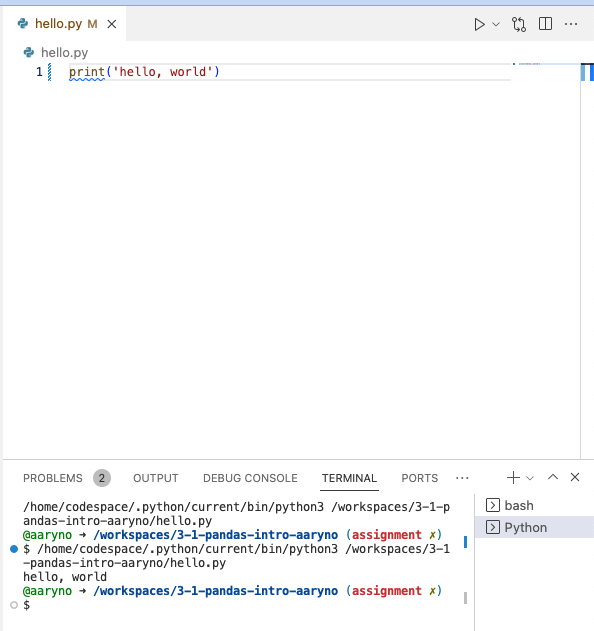 hello.py M
hello.py
1 print('hello, world')
PROBLEMS 2 OUTPUT DEBUG CONSOLE TERMINAL PORTS ...
/home/codespace/.python/current/bin/python3 /workspaces/3-1-p
andas-intro-aaryno/hello.py
@aaryno → /workspaces/3-1-pandas-intro-aaryno (assignment ✗)
$ /home/codespace/.python/current/bin/python3 /workspaces/3-1
-pandas-intro-aaryno/hello.py
hello, world
@aaryno → /workspaces/3-1-pandas-intro-aaryno (assignment ✗)
$
bash
Python